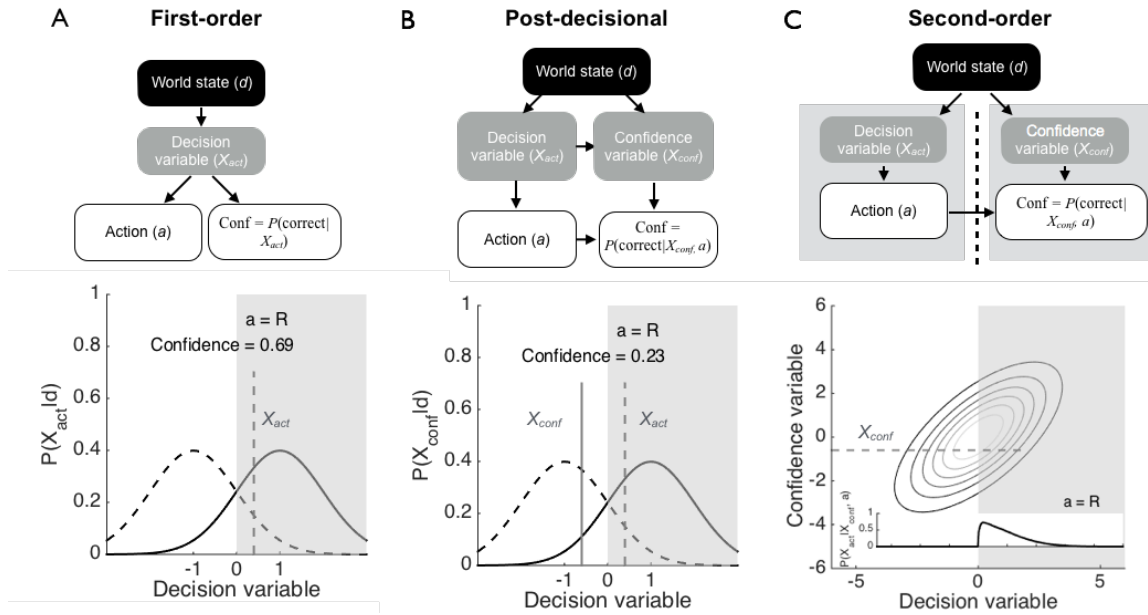 A
First-order
World state (d)
Decision
variable (Xact)
Action (a)
Conf = P(correct|
Xact)
B
Post-decisional
World state (d)
Decision
variable (Xact)
Confidence
variable (Xconf)
Action (a)
Conf =
P(correct|Xconf, a)
C
Second-order
World state (d)
Decision
variable (Xact)
Confidence
variable (Xconf)
Action (a)
Conf = P(correct|
Xconf, a)
1
0.8
0.6
0.4
0.2
0
P(Xact|d)
a = R
Confidence = 0.69
Xact
-1
0
1
Decision variable
1
0.8
0.6
0.4
0.2
0
P(Xconf|d)
a = R
Confidence = 0.23
Xconf
Xact
-1
0
1
Decision variable
6
4
2
0
-2
-4
-6
Confidence variable
Xconf
a = R
P(Xact|Xconf, a)
1
0.5
0
-5
0
5
Decision variable